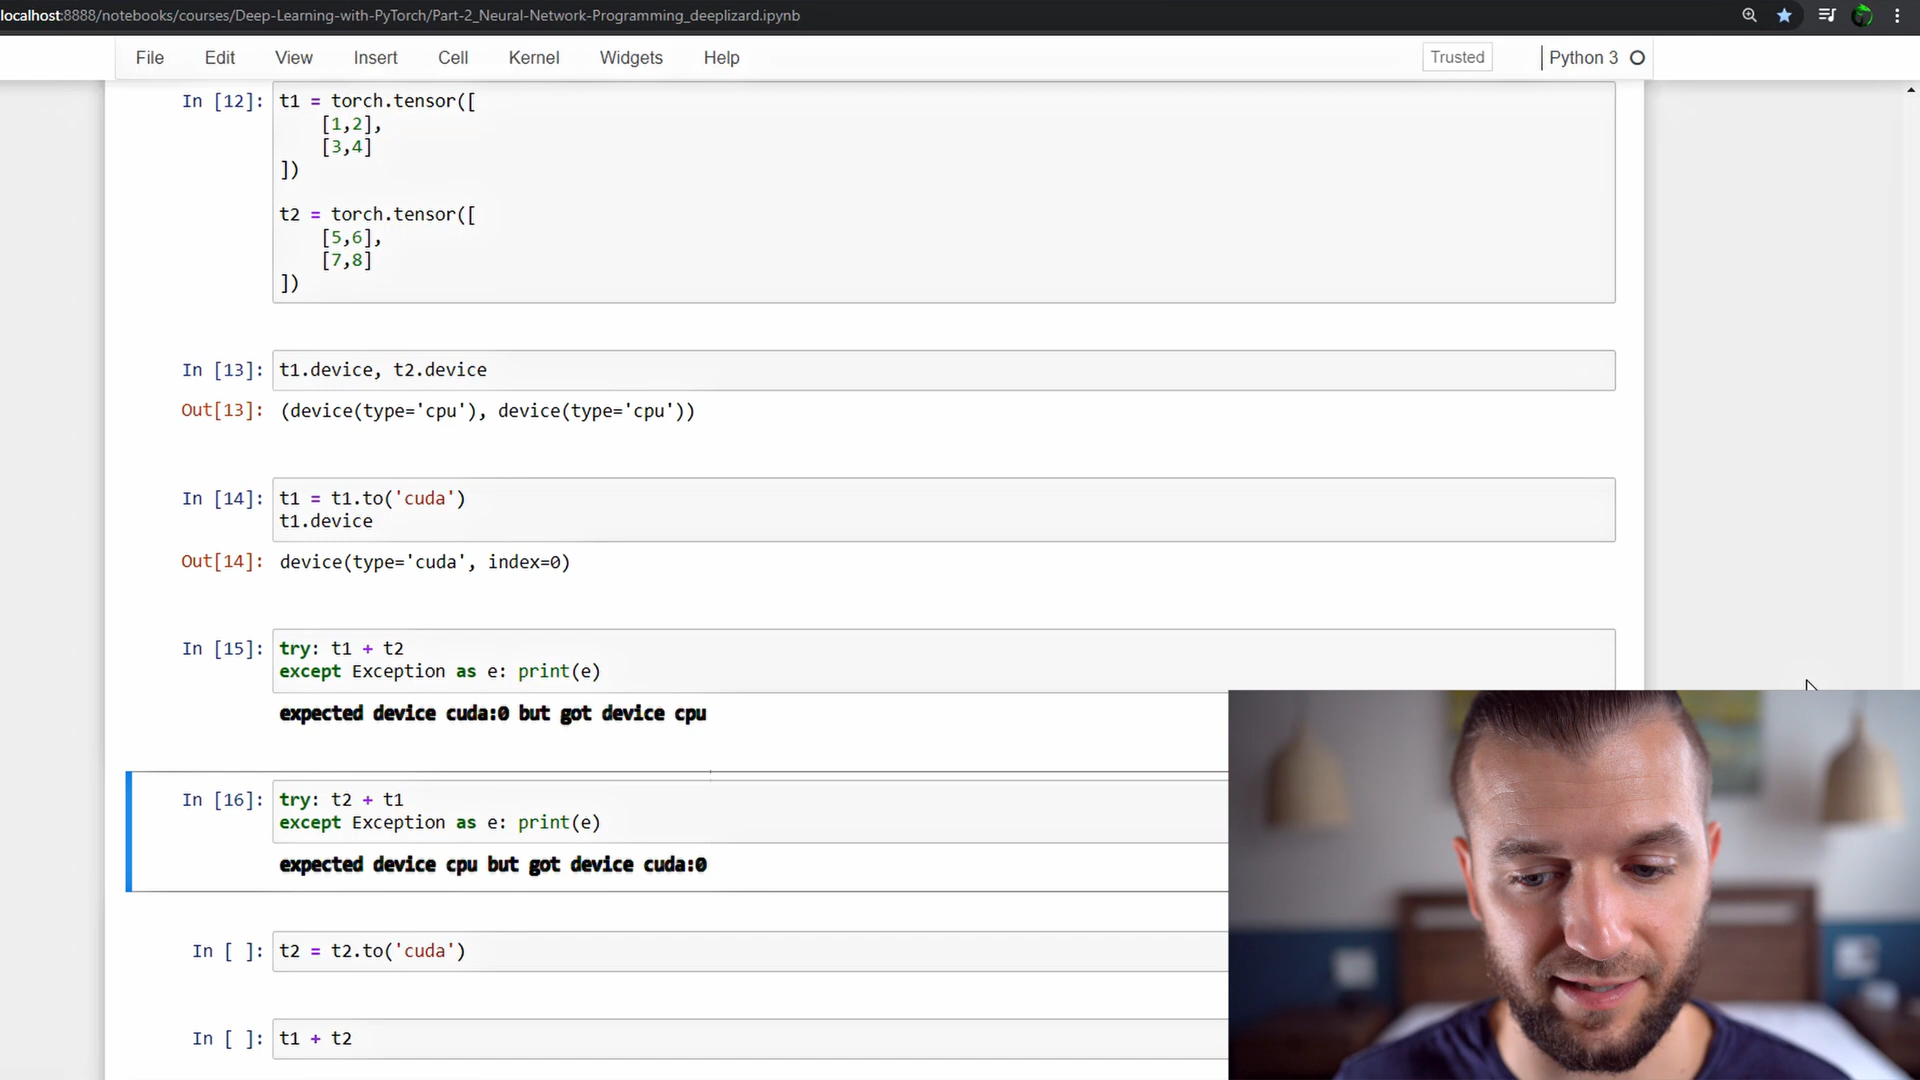 localhost:8888/notebooks/courses/Deep-Learning-with-PyTorch/Part-2_Neural-Network-Programming_deeplizard.ipynb
File Edit View Insert Cell Kernel Widgets Help Trusted Python 3
In [12]: t1 = torch.tensor([
[1,2],
[3,4]
])
t2 = torch.tensor([
[5,6],
[7,8]
])
In [13]: t1.device, t2.device
Out[13]: (device(type='cpu'), device(type='cpu'))
In [14]: t1 = t1.to('cuda')
t1.device
Out[14]: device(type='cuda', index=0)
In [15]: try: t1 + t2
except Exception as e: print(e)
expected device cuda:0 but got device cpu
In [16]: try: t2 + t1
except Exception as e: print(e)
expected device cpu but got device cuda:0
In [ ]: t2 = t2.to('cuda')
In [ ]: t1 + t2